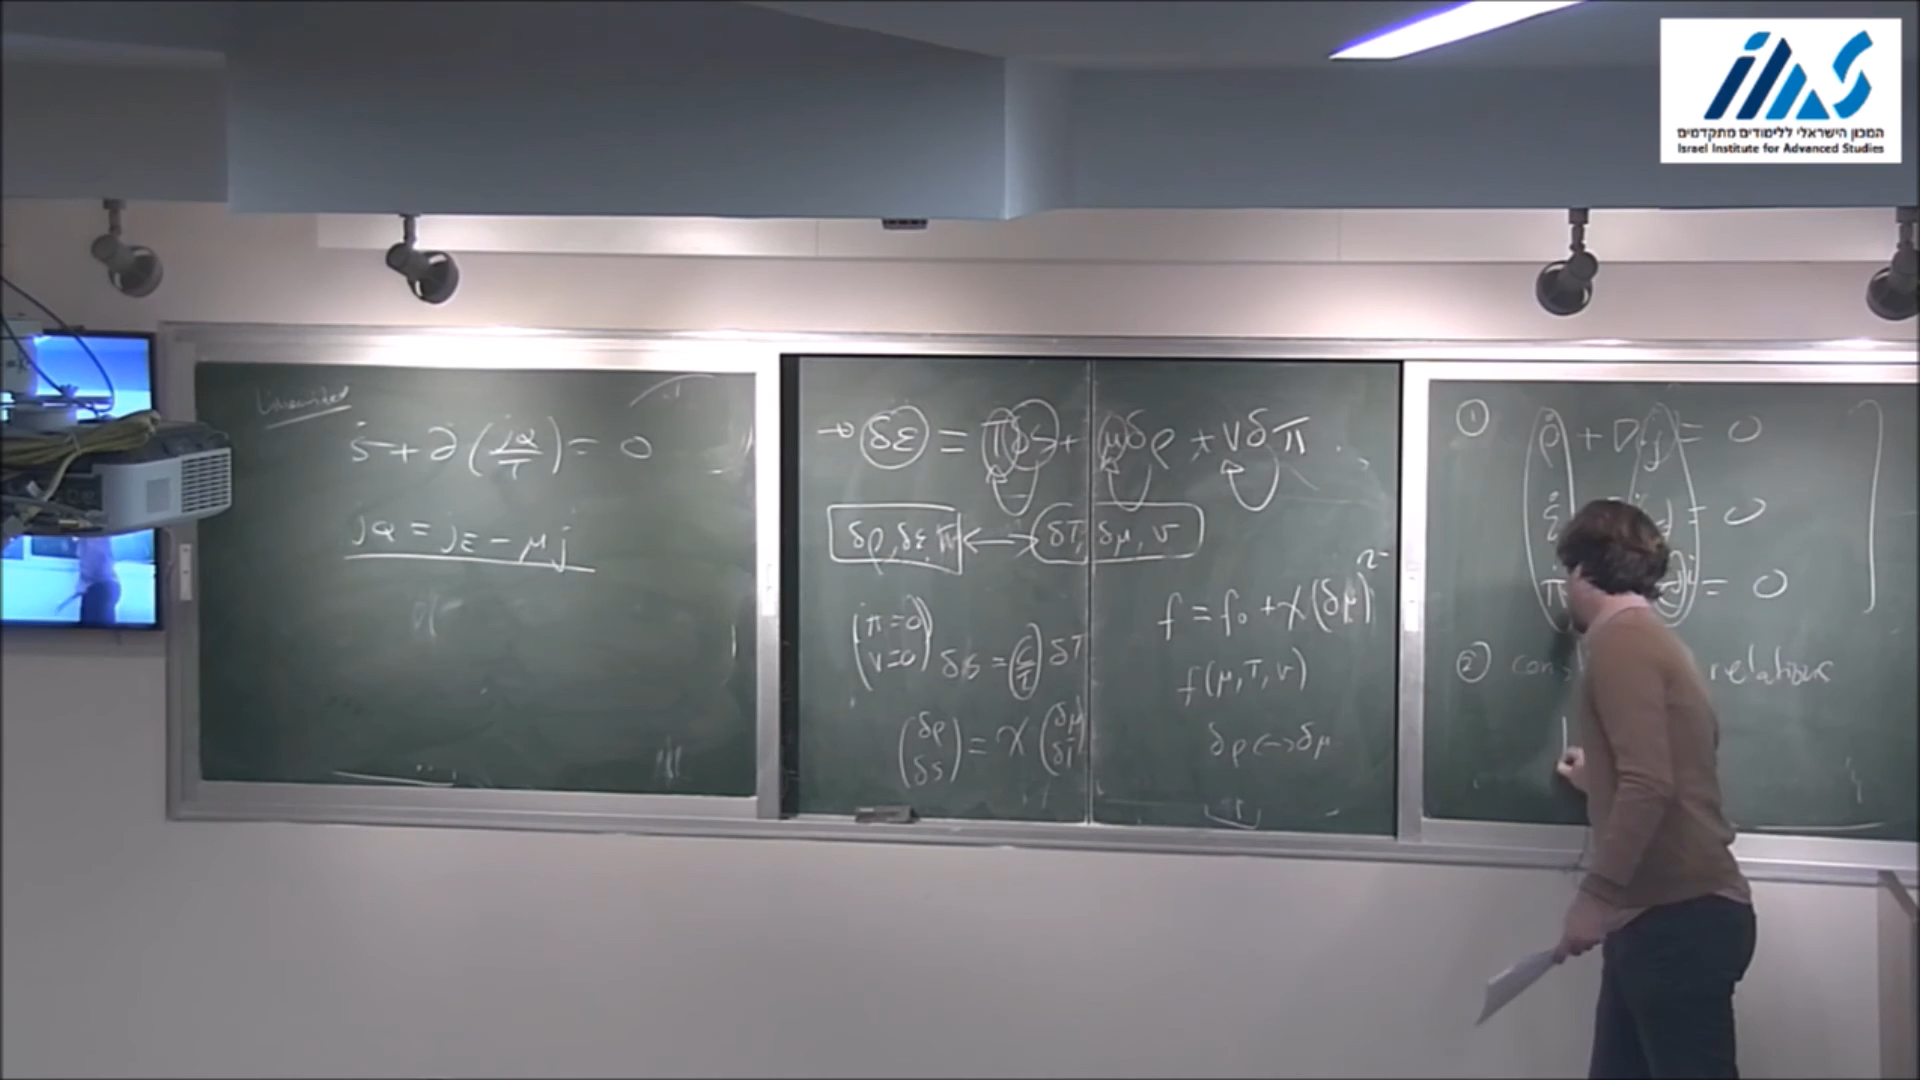 המכון הישראלי ללימודים מתקדמים
Israel Institute for Advanced Studies
Linearized
ṡ + ∂(jQ/T) = 0
jQ = jε - μj
→ δε = Tδs + μδρ + vδπ
δρ, δε, π ↔ δT, δμ, v
(π=0 v=0) δs = (c/T) δT
(δρ δs) = χ (δμ δT)
f = f₀ + χ(δμ)²
f(μ, T, v)
δρ ↔ δμ
① ρ̇ + ∇j = 0
= 0
= 0
② relations